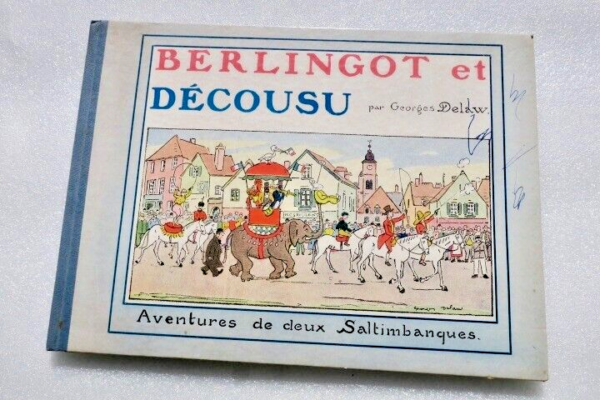 BERLINGOT et
DÉCOUSU par Georges Delaw.
Aventures de deux Saltimbanques.